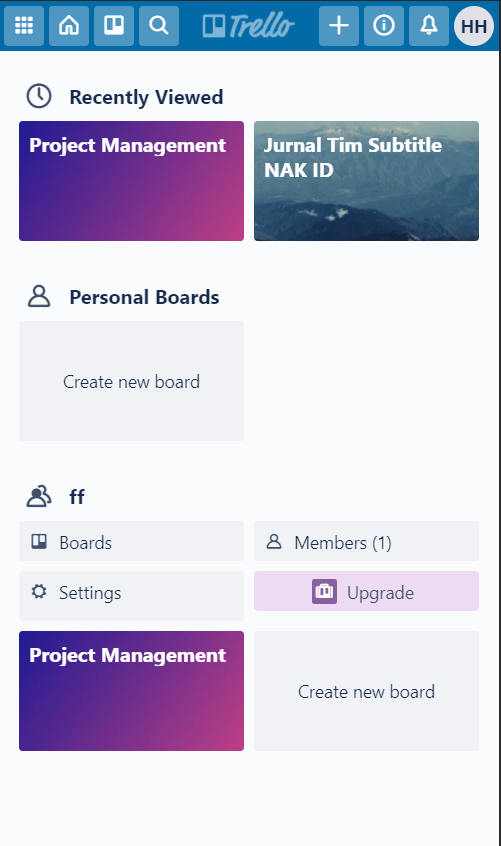 Trello
HH
Recently Viewed
Project Management
Jurnal Tim Subtitle
NAK ID
Personal Boards
Create new board
ff
Boards
Members (1)
Settings
Upgrade
Project Management
Create new board